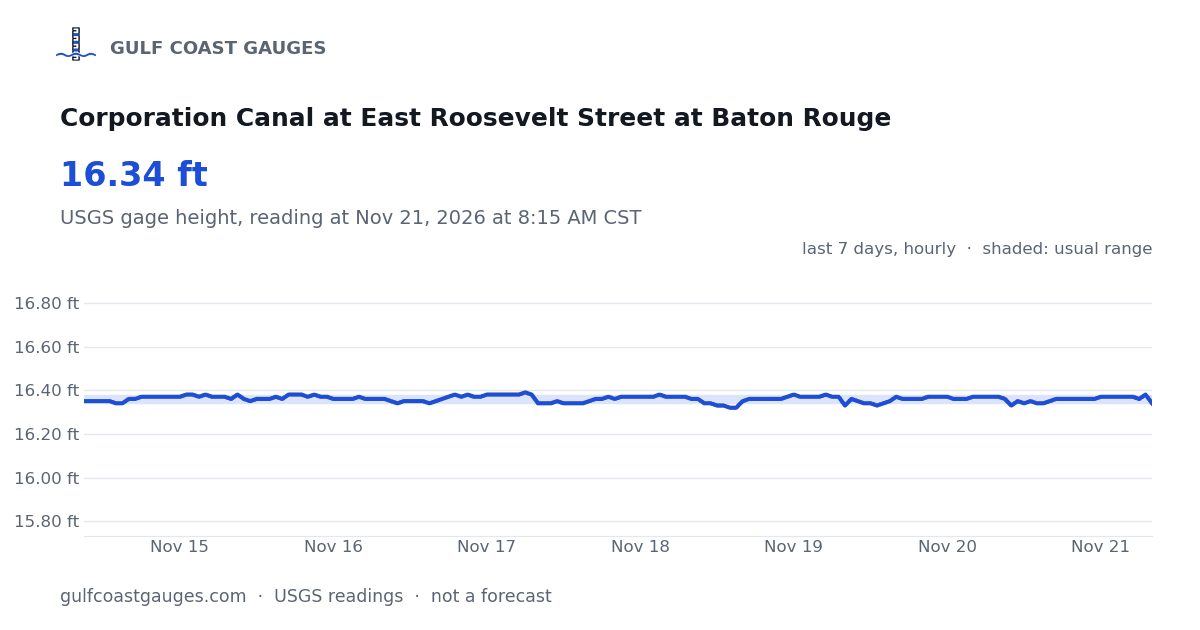 GULF COAST GAUGES
Corporation Canal at East Roosevelt Street at Baton Rouge
16.34 ft
USGS gage height, reading at Nov 21, 2026 at 8:15 AM CST
last 7 days, hourly · shaded: usual range
16.80 ft
16.60 ft
16.40 ft
16.20 ft
16.00 ft
15.80 ft
Nov 15 Nov 16 Nov 17 Nov 18 Nov 19 Nov 20 Nov 21
gulfcoastgauges.com · USGS readings · not a forecast